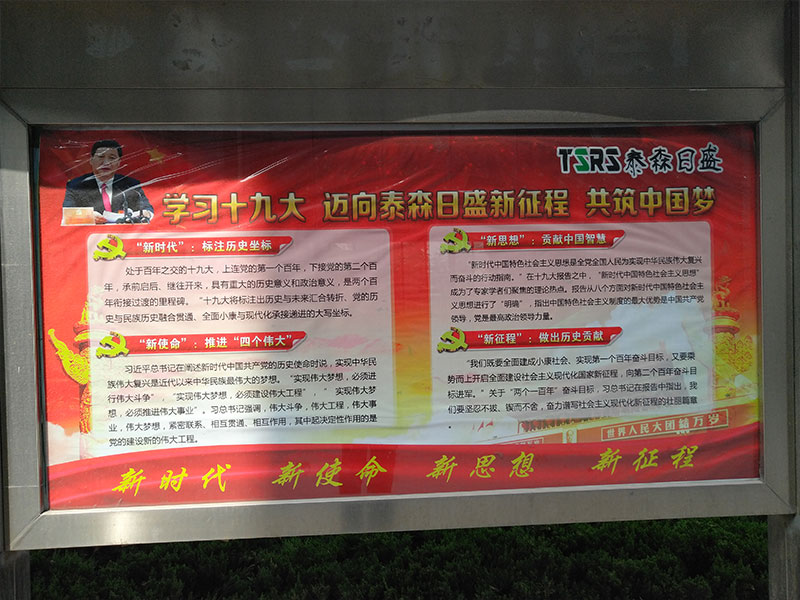 TSRS 泰森日盛
学习十九大 迈向泰森日盛新征程 共筑中国梦
“新时代”：标注历史坐标
处于百年之交的十九大，上连党的第一个百年，下接党的第二个百
年，承前启后、继往开来，具有重大的历史意义和政治意义，是两个百
年衔接过渡的里程碑。“十九大将标注出历史与未来汇合转折、党的历
史与民族历史融合贯通、全面小康与现代化承接递进的大写坐标。
“新使命”：推进“四个伟大”
习近平总书记在阐述新时代中国共产党的历史使命时说，实现中华民
族伟大复兴是近代以来中华民族最伟大的梦想。“实现伟大梦想，必须进
行伟大斗争”，“实现伟大梦想，必须建设伟大工程”，“实现伟大梦
想，必须推进伟大事业”。习总书记强调，伟大斗争，伟大工程，伟大事
业，伟大梦想，紧密联系、相互贯通、相互作用，其中起决定性作用的是
党的建设新的伟大工程。
“新思想”：贡献中国智慧
“新时代中国特色社会主义思想是全党全国人民为实现中华民族伟大复兴
而奋斗的行动指南。”在十九大报告之中，“新时代中国特色社会主义思想”
成为了专家学者们聚焦的理论热点。报告从八个方面对新时代中国特色社会主
义思想进行了“明确”，指出中国特色社会主义制度的最大优势是中国共产党
领导，党是最高政治领导力量。
“新征程”：做出历史贡献
“我们既要全面建成小康社会、实现第一个百年奋斗目标，又要乘
势而上开启全面建设社会主义现代化国家新征程，向第二个百年奋斗目
标进军。”关于“两个一百年”奋斗目标，习总书记在报告中指出，我
们要坚忍不拔、锲而不舍，奋力谱写社会主义现代化新征程的壮丽篇章
世界人民大团结万岁
新时代 新使命 新思想 新征程